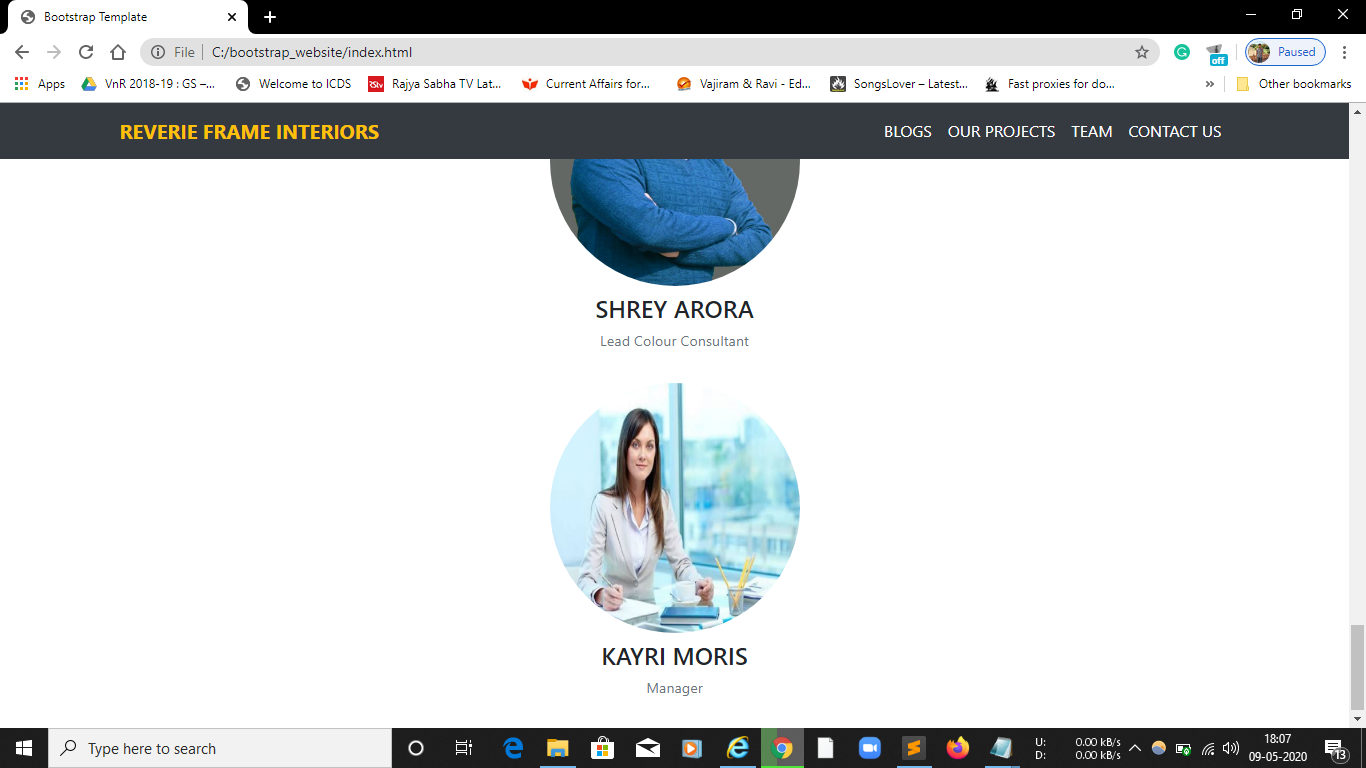 Bootstrap Template
File
C:/bootstrap_website/index.html
Paused
Apps
VnR 2018-19 : GS –...
Welcome to ICDS
Rajya Sabha TV Lat...
Current Affairs for...
Vajiram & Ravi - Ed...
SongsLover – Latest...
Fast proxies for do...
»
Other bookmarks
off
REVERIE FRAME INTERIORS
BLOGS
OUR PROJECTS
TEAM
CONTACT US
SHREY ARORA
Lead Colour Consultant
KAYRI MORIS
Manager
Type here to search
U: 0.00 kB/s
D: 0.00 kB/s
18:07
09-05-2020
13